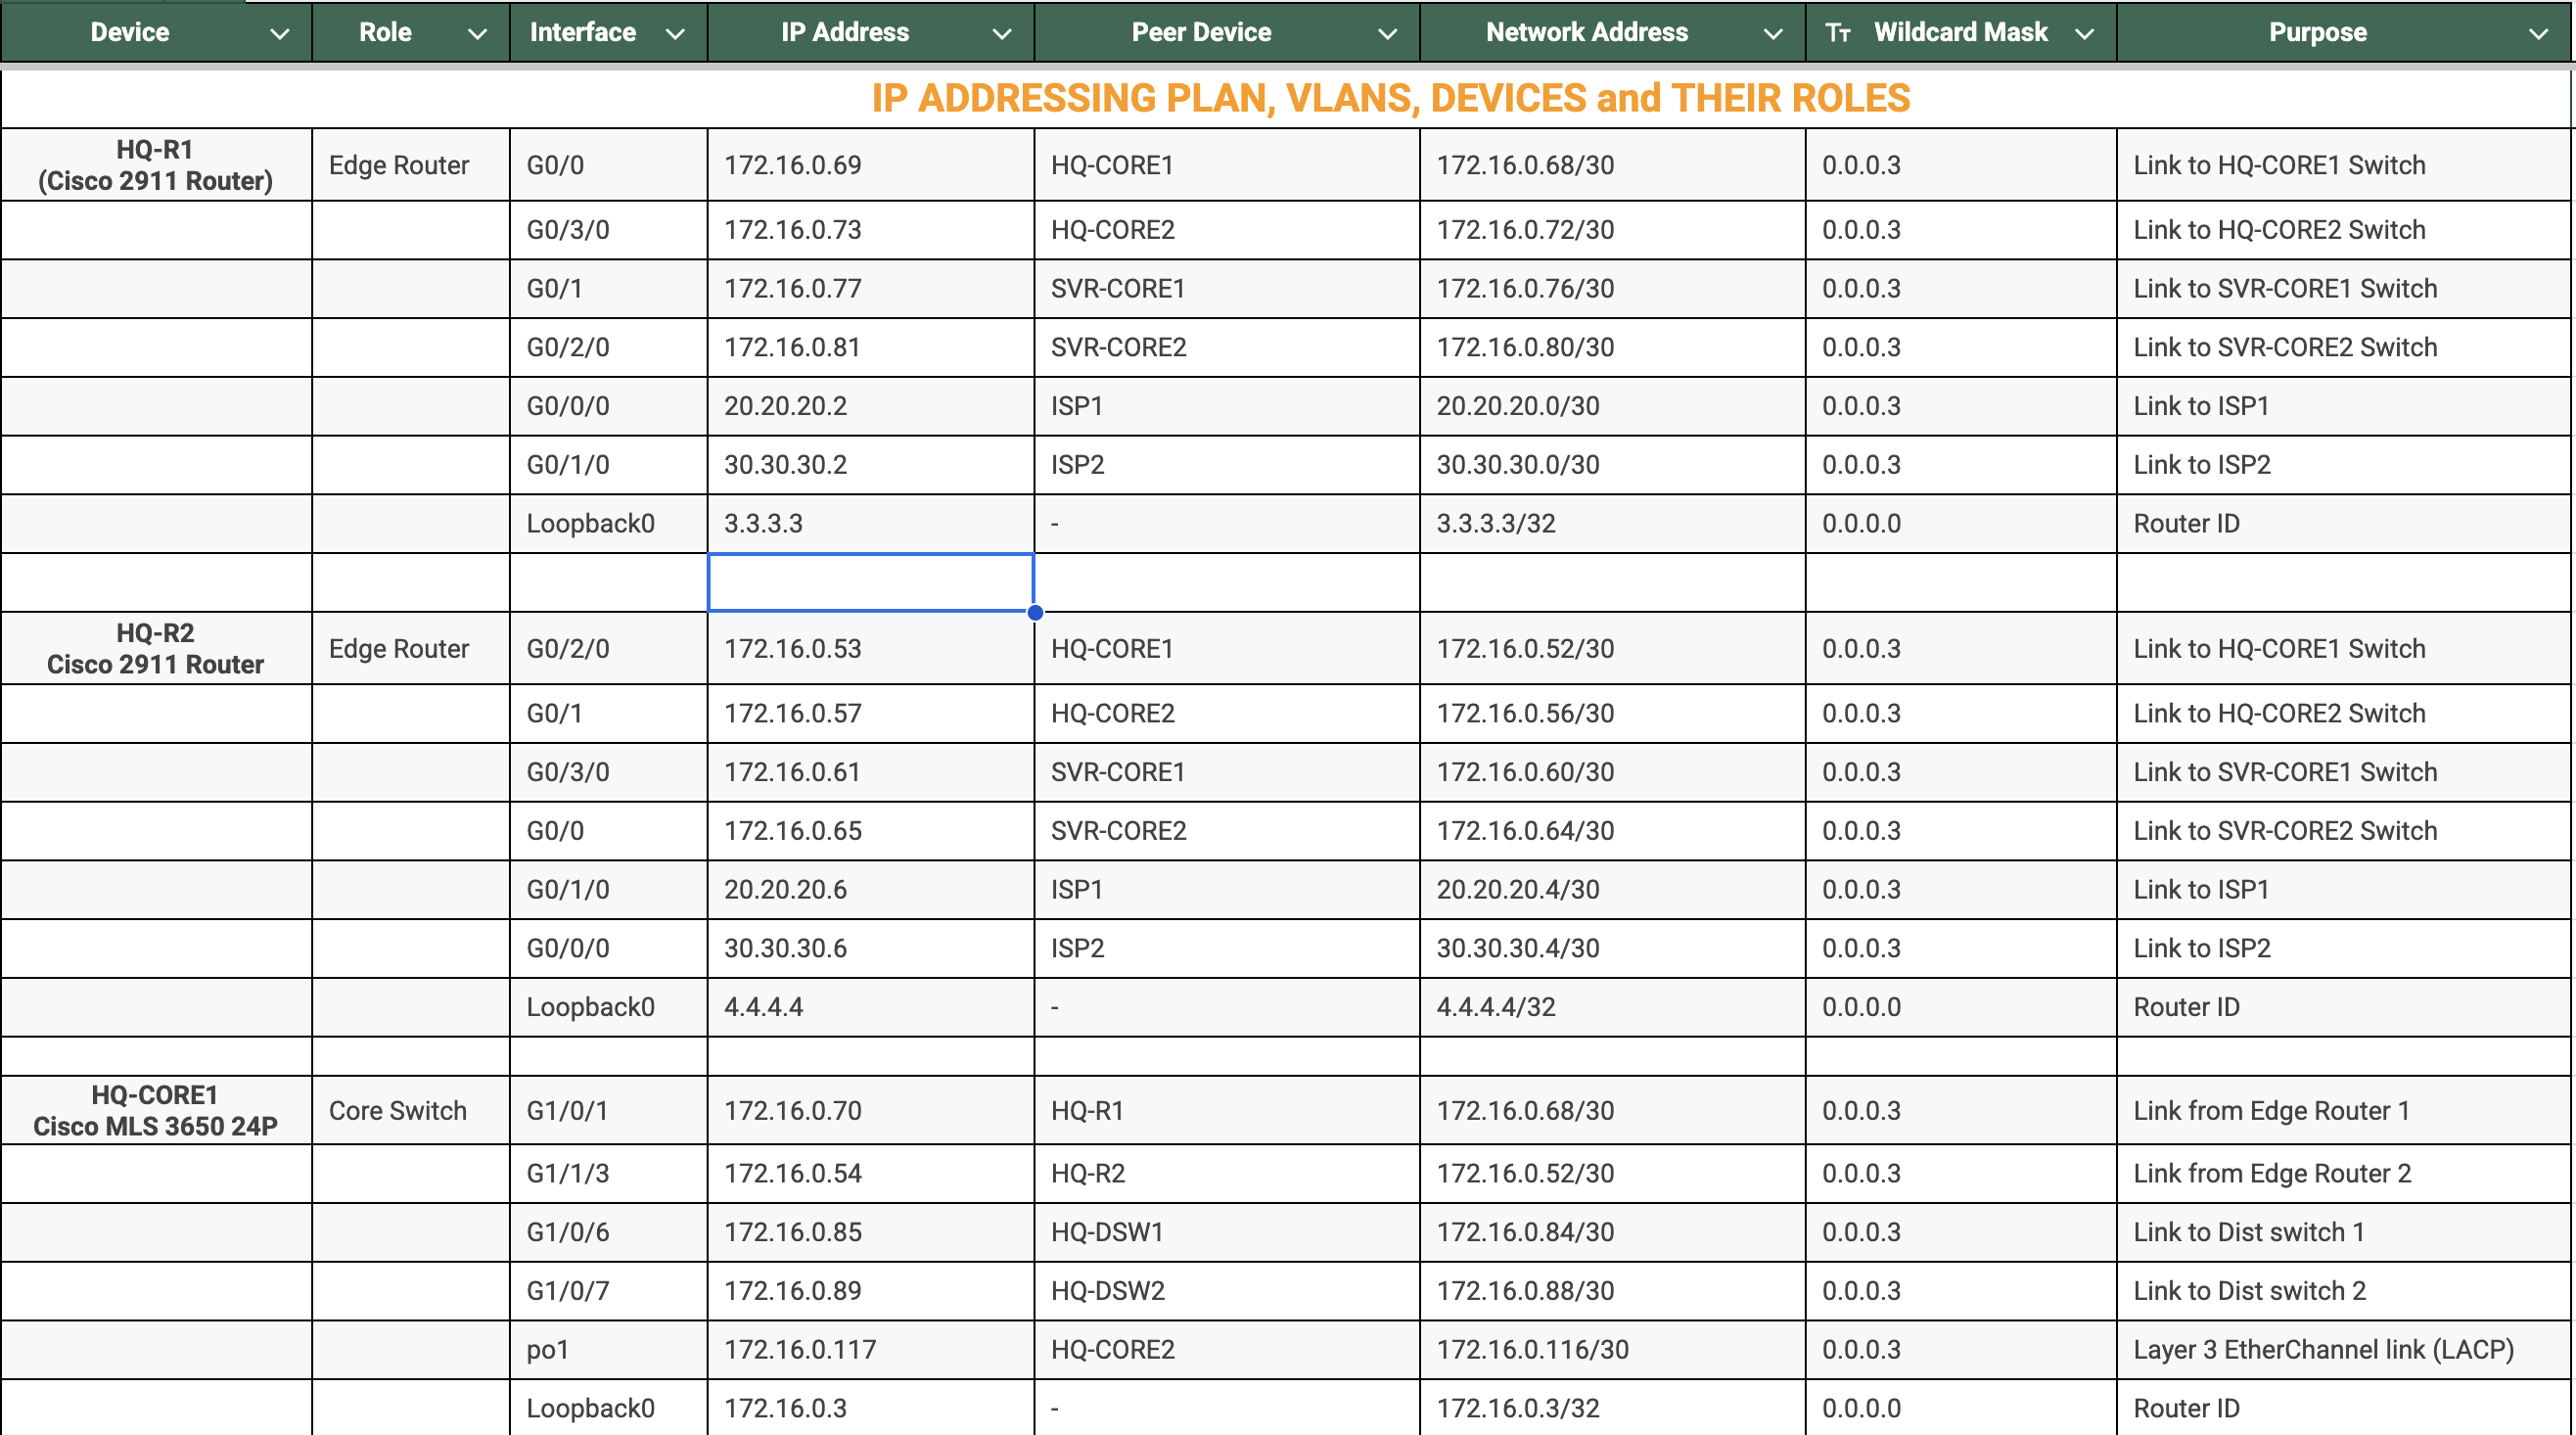 Device Role Interface IP Address Peer Device Network Address Tт Wildcard Mask Purpose
IP ADDRESSING PLAN, VLANS, DEVICES and THEIR ROLES
HQ-R1
(Cisco 2911 Router) Edge Router G0/0 172.16.0.69 HQ-CORE1 172.16.0.68/30 0.0.0.3 Link to HQ-CORE1 Switch
G0/3/0 172.16.0.73 HQ-CORE2 172.16.0.72/30 0.0.0.3 Link to HQ-CORE2 Switch
G0/1 172.16.0.77 SVR-CORE1 172.16.0.76/30 0.0.0.3 Link to SVR-CORE1 Switch
G0/2/0 172.16.0.81 SVR-CORE2 172.16.0.80/30 0.0.0.3 Link to SVR-CORE2 Switch
G0/0/0 20.20.20.2 ISP1 20.20.20.0/30 0.0.0.3 Link to ISP1
G0/1/0 30.30.30.2 ISP2 30.30.30.0/30 0.0.0.3 Link to ISP2
Loopback0 3.3.3.3 - 3.3.3.3/32 0.0.0.0 Router ID
HQ-R2
Cisco 2911 Router Edge Router G0/2/0 172.16.0.53 HQ-CORE1 172.16.0.52/30 0.0.0.3 Link to HQ-CORE1 Switch
G0/1 172.16.0.57 HQ-CORE2 172.16.0.56/30 0.0.0.3 Link to HQ-CORE2 Switch
G0/3/0 172.16.0.61 SVR-CORE1 172.16.0.60/30 0.0.0.3 Link to SVR-CORE1 Switch
G0/0 172.16.0.65 SVR-CORE2 172.16.0.64/30 0.0.0.3 Link to SVR-CORE2 Switch
G0/1/0 20.20.20.6 ISP1 20.20.20.4/30 0.0.0.3 Link to ISP1
G0/0/0 30.30.30.6 ISP2 30.30.30.4/30 0.0.0.3 Link to ISP2
Loopback0 4.4.4.4 - 4.4.4.4/32 0.0.0.0 Router ID
HQ-CORE1
Cisco MLS 3650 24P Core Switch G1/0/1 172.16.0.70 HQ-R1 172.16.0.68/30 0.0.0.3 Link from Edge Router 1
G1/1/3 172.16.0.54 HQ-R2 172.16.0.52/30 0.0.0.3 Link from Edge Router 2
G1/0/6 172.16.0.85 HQ-DSW1 172.16.0.84/30 0.0.0.3 Link to Dist switch 1
G1/0/7 172.16.0.89 HQ-DSW2 172.16.0.88/30 0.0.0.3 Link to Dist switch 2
po1 172.16.0.117 HQ-CORE2 172.16.0.116/30 0.0.0.3 Layer 3 EtherChannel link (LACP)
Loopback0 172.16.0.3 - 172.16.0.3/32 0.0.0.0 Router ID